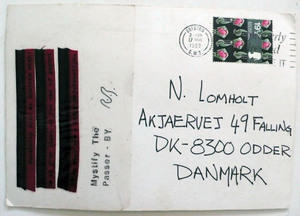 N. LOMHOLT
AKJAERVEJ 49 FALLING
DK-8300 ODDER
DANMARK
Mystify The
Passer-BY.